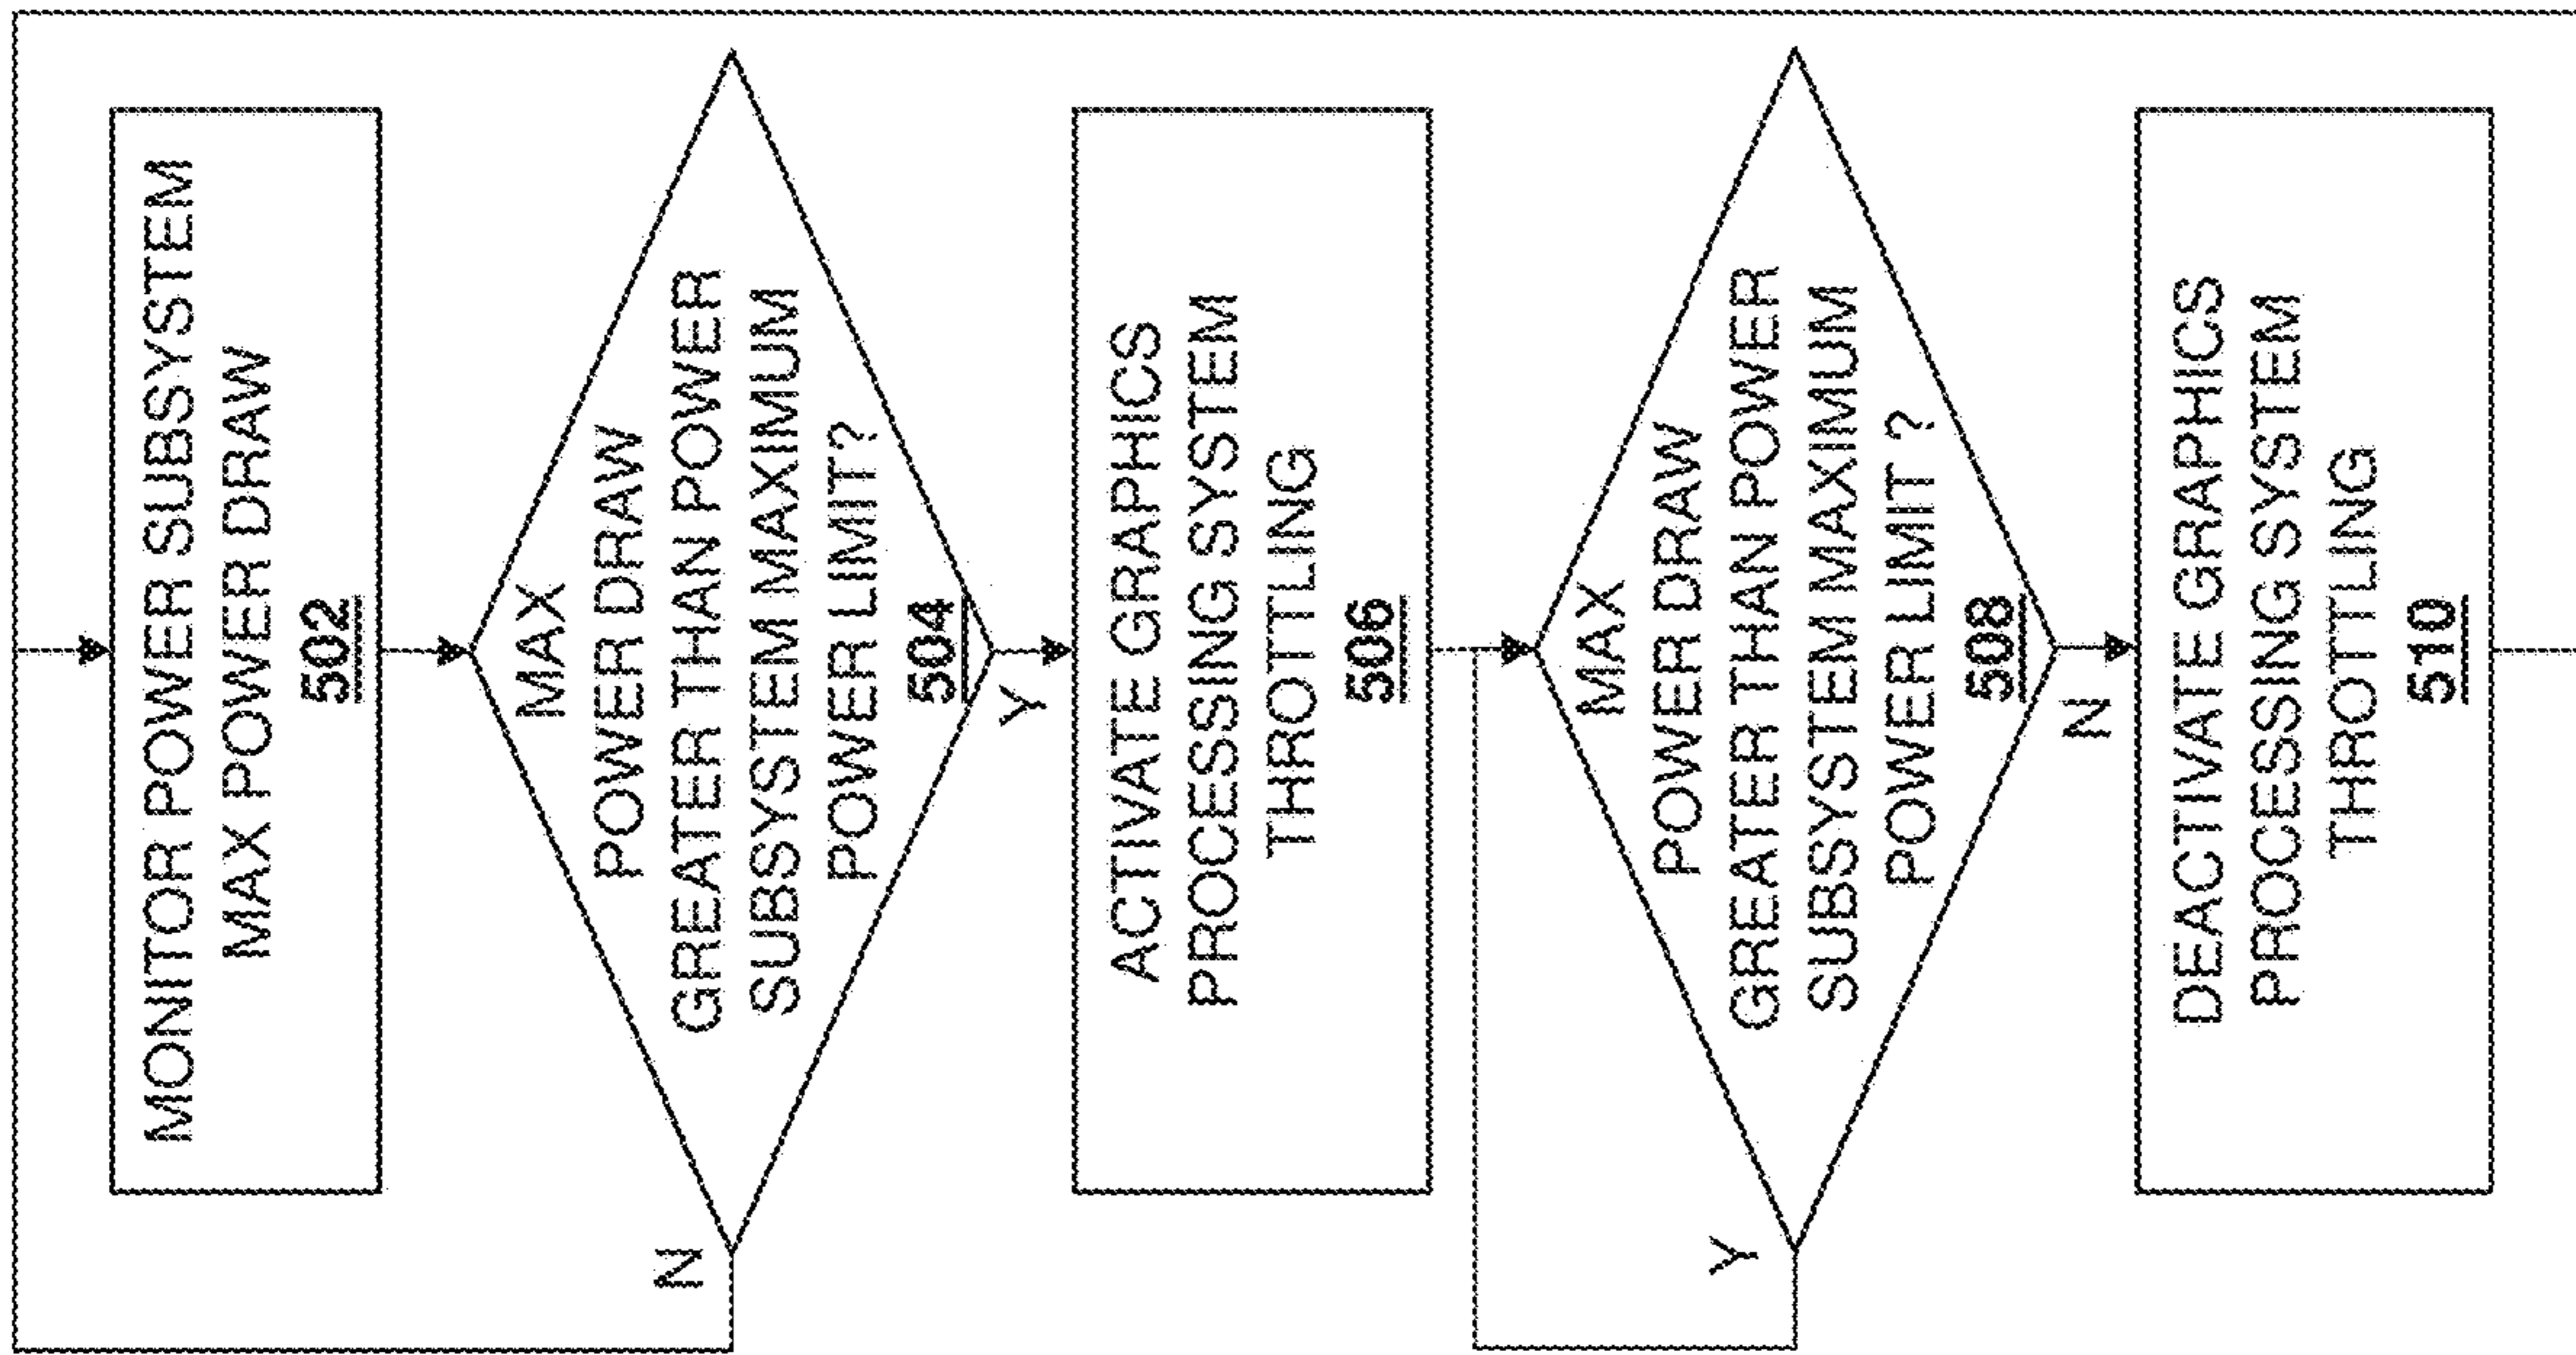 MONITOR POWER SUBSYSTEM
MAX POWER DRAW
502
MAX
POWER DRAW
GREATER THAN POWER
SUBSYSTEM MAXIMUM
POWER LIMIT?
504
N
Y
ACTIVATE GRAPHICS
PROCESSING SYSTEM
THROTTLING
506
MAX
POWER DRAW
GREATER THAN POWER
SUBSYSTEM MAXIMUM
POWER LIMIT ?
508
Y
N
DEACTIVATE GRAPHICS
PROCESSING SYSTEM
THROTTLING
510